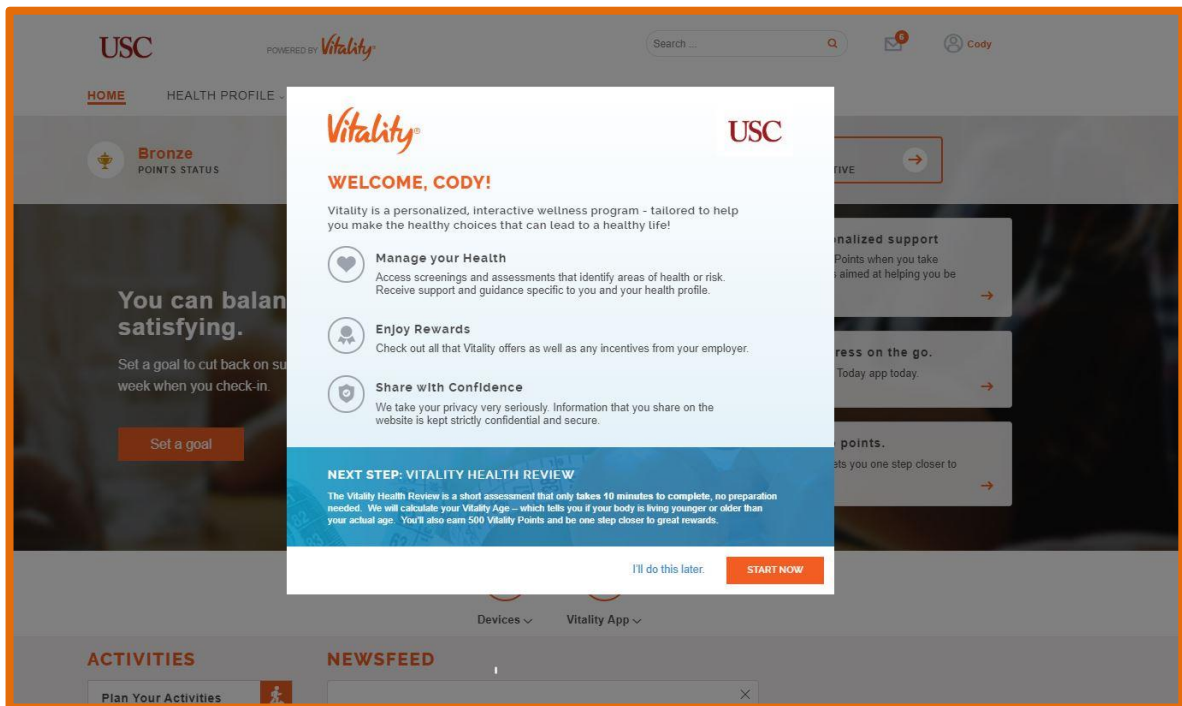 USC
POWERED BY Vitality
Search ...
6
Cody
HOME HEALTH PROFILE
Bronze
POINTS STATUS
Vitality®
USC
WELCOME, CODY!
Vitality is a personalized, interactive wellness program - tailored to help
you make the healthy choices that can lead to a healthy life!
Manage your Health
Access screenings and assessments that identify areas of health or risk.
Receive support and guidance specific to you and your health profile.
Enjoy Rewards
Check out all that Vitality offers as well as any incentives from your employer.
Share with Confidence
We take your privacy very seriously. Information that you share on the
website is kept strictly confidential and secure.
NEXT STEP: VITALITY HEALTH REVIEW
The Vitality Health Review is a short assessment that only takes 10 minutes to complete, no preparation
needed. We will calculate your Vitality Age – which tells you if your body is living younger or older than
your actual age. You'll also earn 500 Vitality Points and be one step closer to great rewards.
I'll do this later.
START NOW
You can balan
satisfying.
Set a goal to cut back on su
week when you check-in.
Set a goal
TIVE
nalized support
Points when you take
aimed at helping you be
ress on the go.
Today app today.
points.
ets you one step closer to
Devices
Vitality App
ACTIVITIES
NEWSFEED
Plan Your Activities